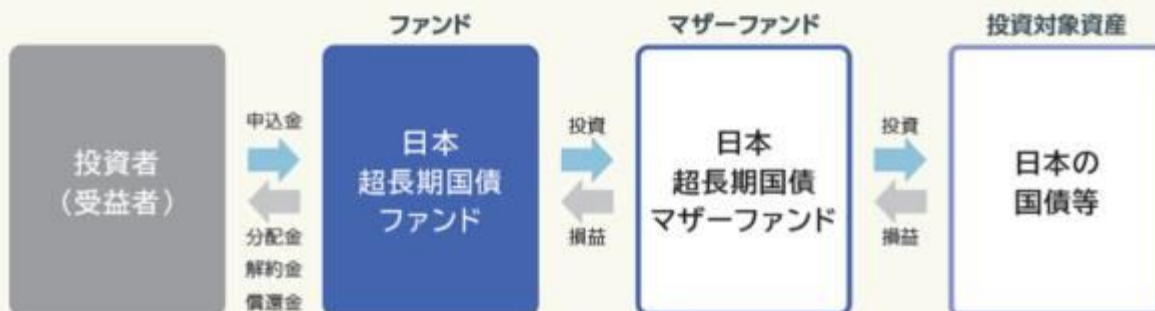 ファンド
マザーファンド
投資対象資産
投資者
（受益者）
申込金
分配金
解約金
償還金
日本
超長期国債
ファンド
投資
損益
日本
超長期国債
マザーファンド
投資
損益
日本の
国債等